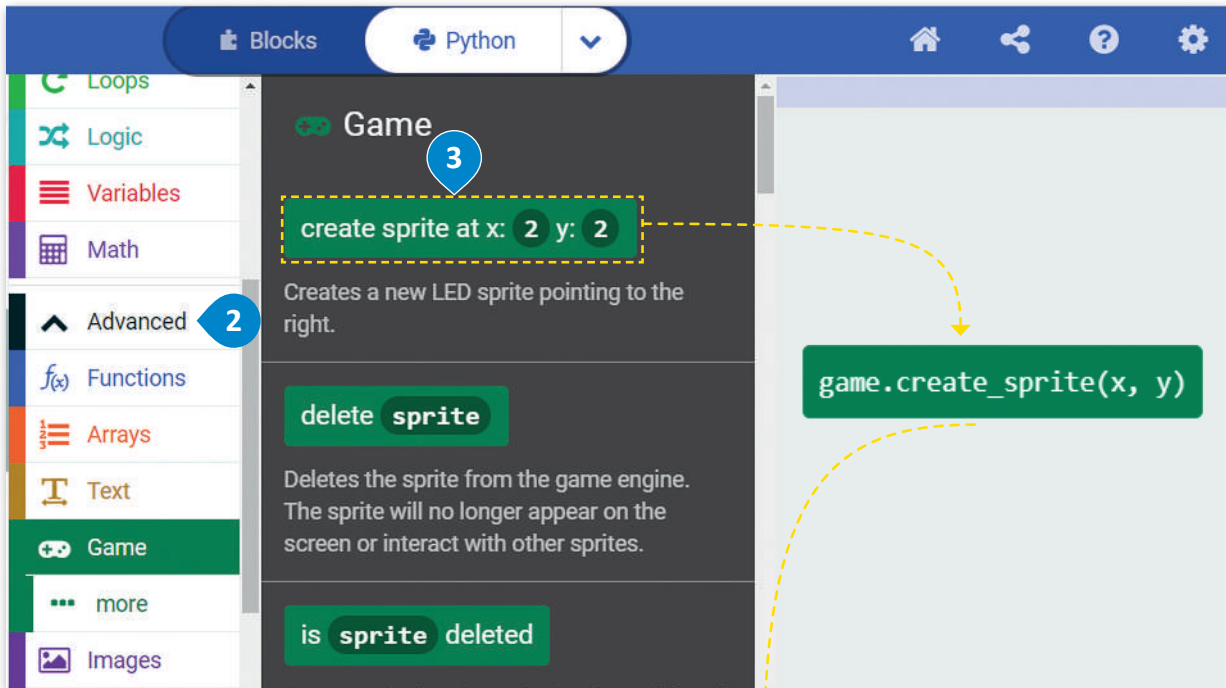 Blocks
Python
Loops
Logic
Variables
Math
Advanced
2
Functions
Arrays
Text
Game
more
Images
Game
3
create sprite at x: 2 y: 2
Creates a new LED sprite pointing to the
right.
delete sprite
Deletes the sprite from the game engine.
The sprite will no longer appear on the
screen or interact with other sprites.
is sprite deleted
game.create_sprite(x, y)